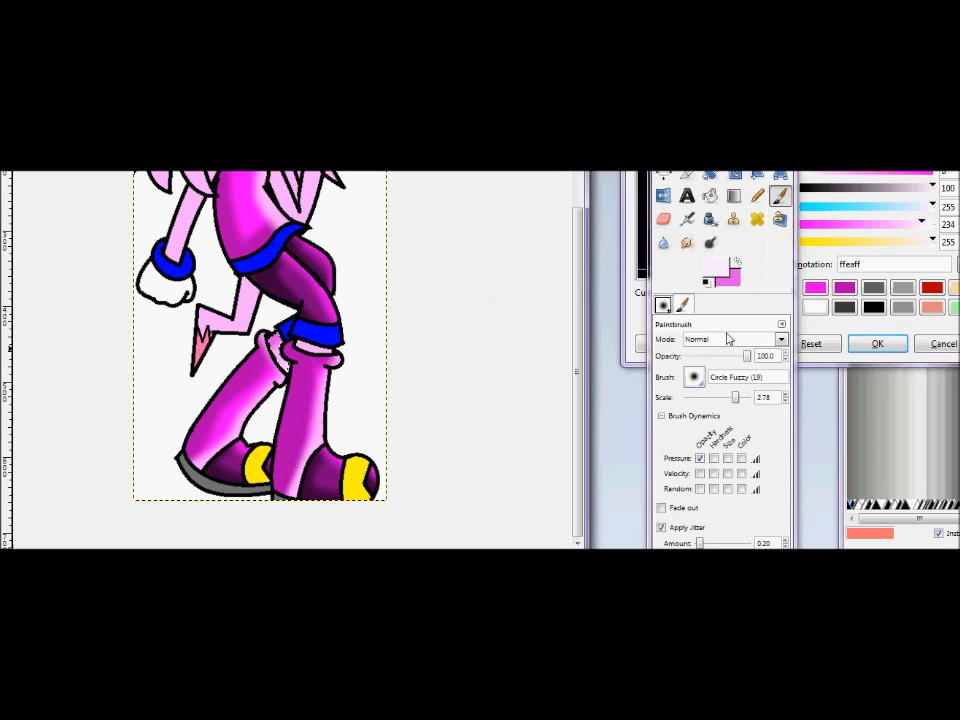 100
255
234
255
notation: ffeaff
Reset
OK
Cancel
Cu
Paintbrush
Mode: Normal
Opacity: 100.0
Brush: Circle Fuzzy (19)
Scale: 2.78
Brush Dynamics
Opacity Hardness Size Color
Pressure:
Velocity:
Random:
Fade out
Apply Jitter
Amount: 0.20
Inst